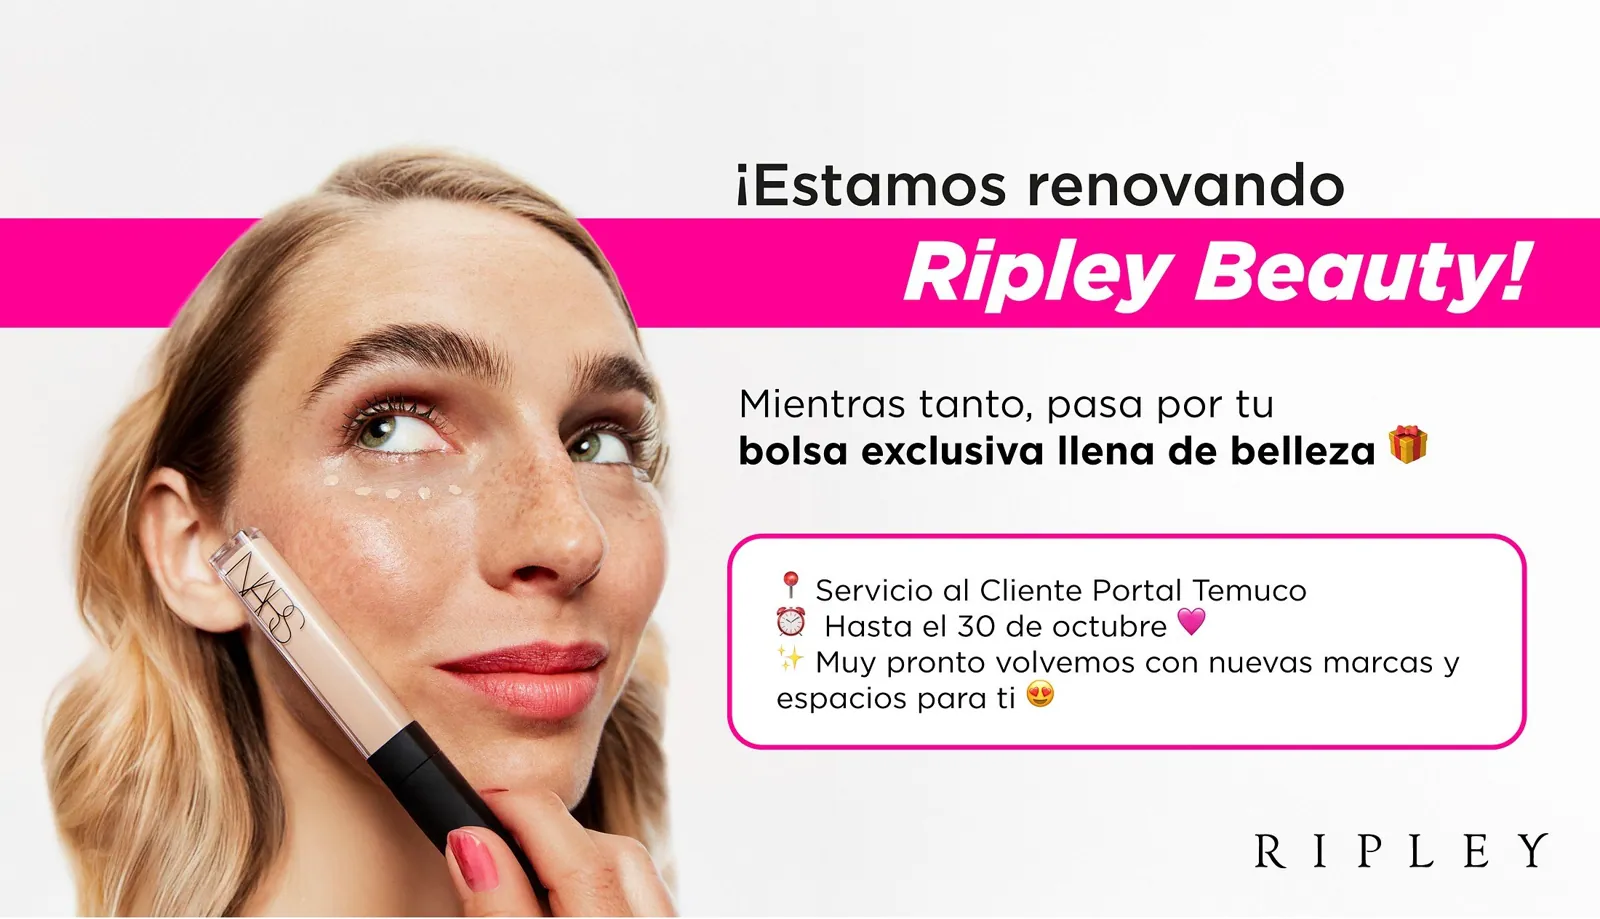 ¡Estamos renovando
Ripley Beauty!
Mientras tanto, pasa por tu
bolsa exclusiva llena de belleza 🎁
📍 Servicio al Cliente Portal Temuco
⏰ Hasta el 30 de octubre 🩷
✨ Muy pronto volvemos con nuevas marcas y
espacios para ti 😍
NARS
RIPLEY